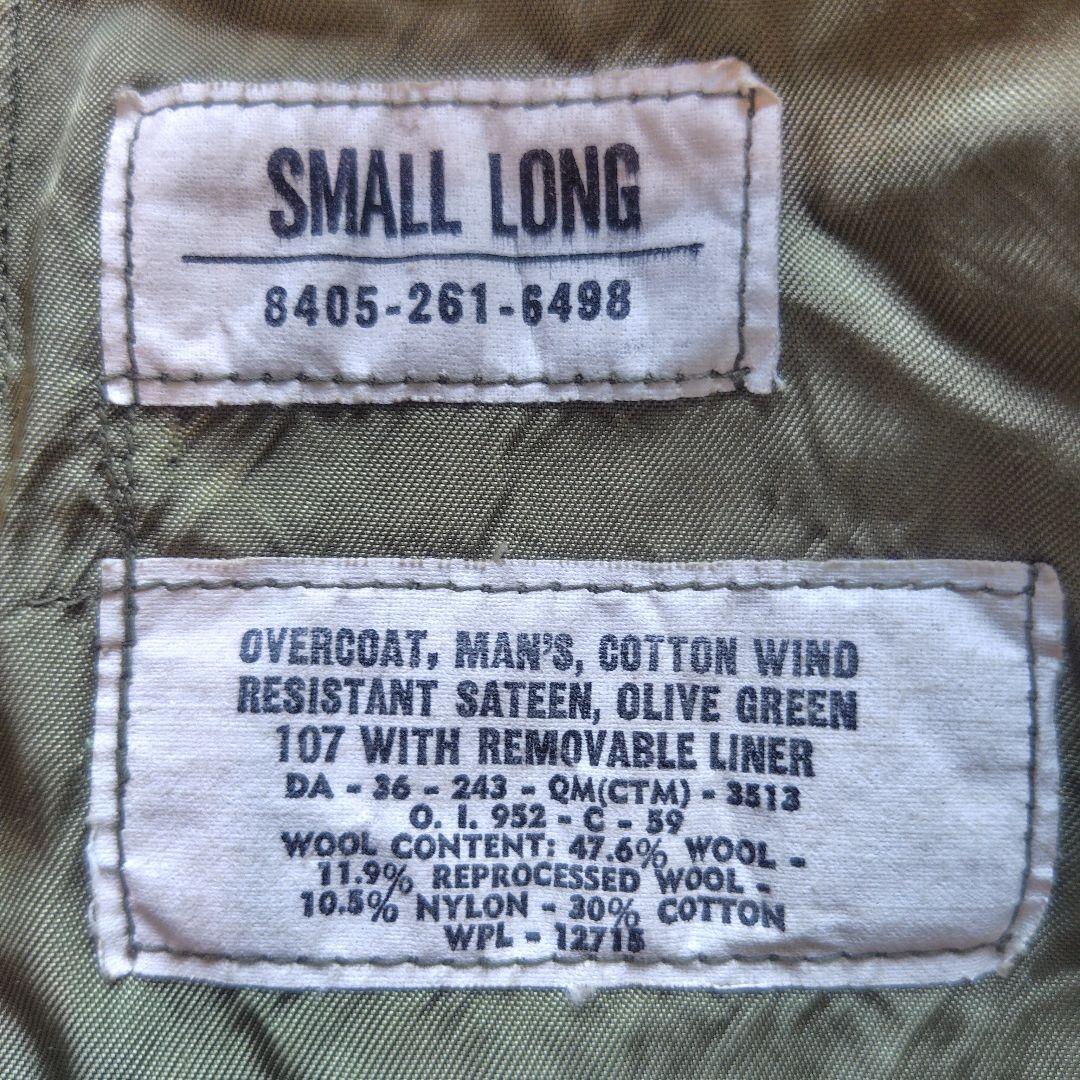 SMALL LONG
8405-261-6498
OVERCOAT, MAN'S, COTTON WIND
RESISTANT SATEEN, OLIVE GREEN
107 WITH REMOVABLE LINER
DA - 36 - 243 - QM(CTM) - 3513
O. I. 952 - C - 59
WOOL CONTENT: 47.6% WOOL -
11.9% REPROCESSED WOOL -
10.5% NYLON - 30% COTTON
WPL - 12715